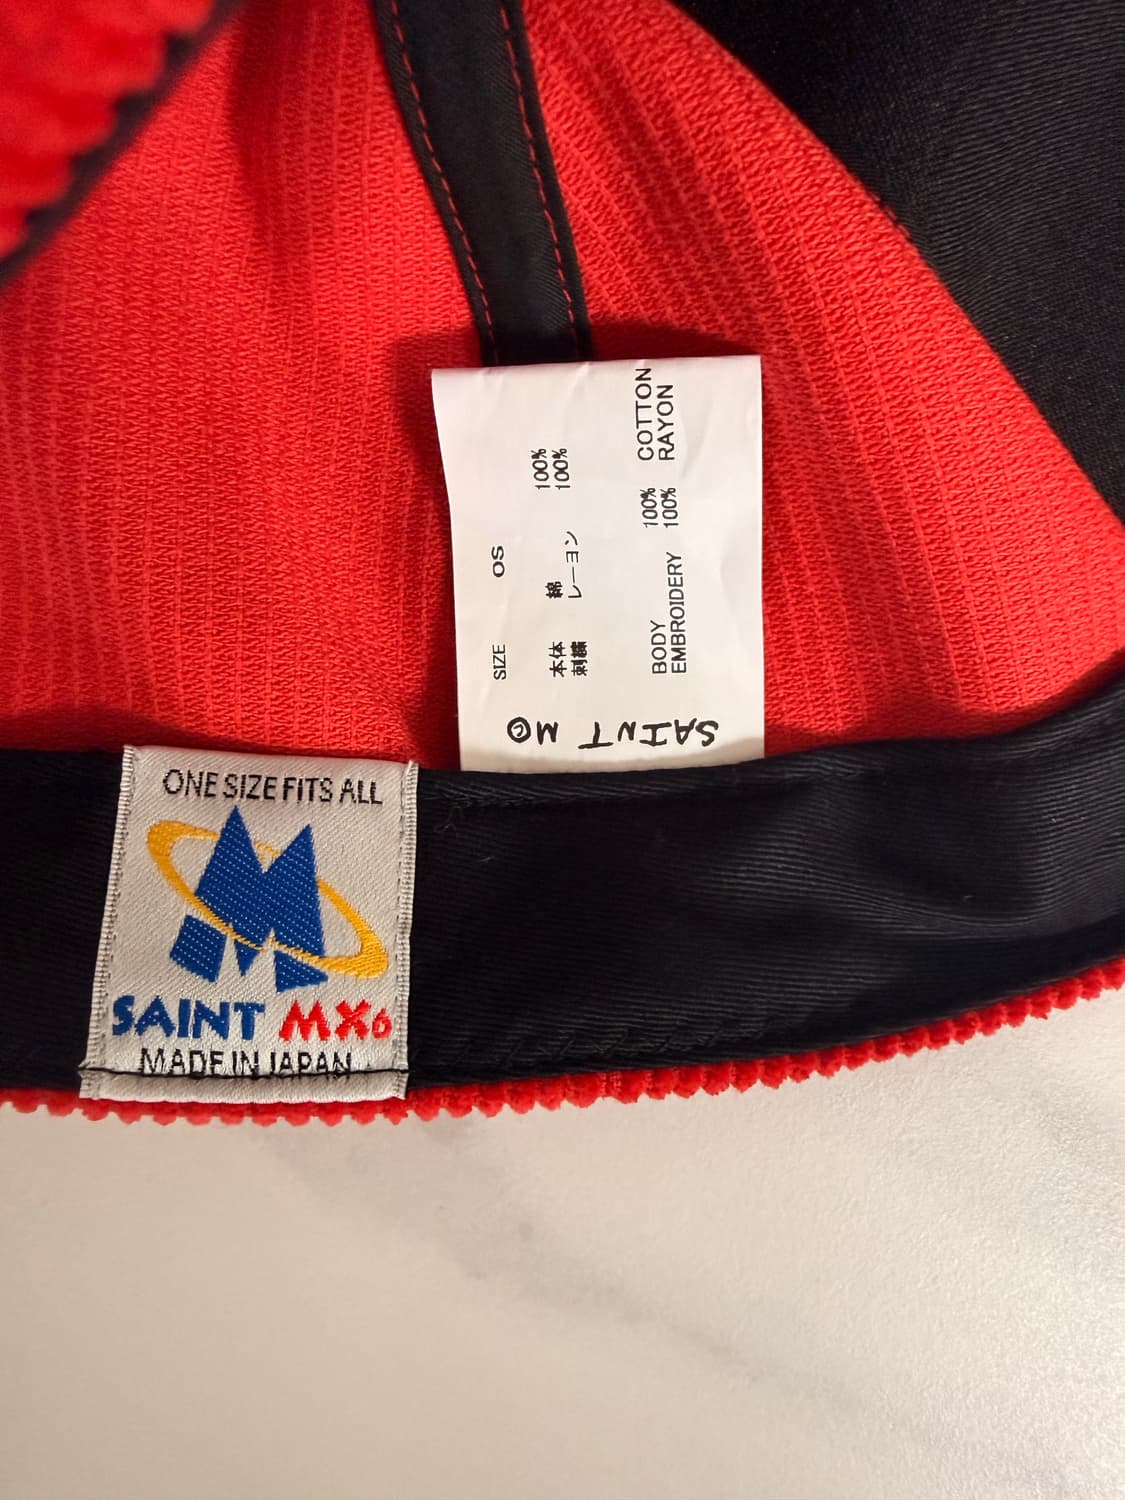 SIZE OS
本体 綿 100%
刺繍 レーヨン 100%
BODY 100% COTTON
EMBROIDERY 100% RAYON
SAINT M©
ONE SIZE FITS ALL
SAINT MX6
MADE IN JAPAN